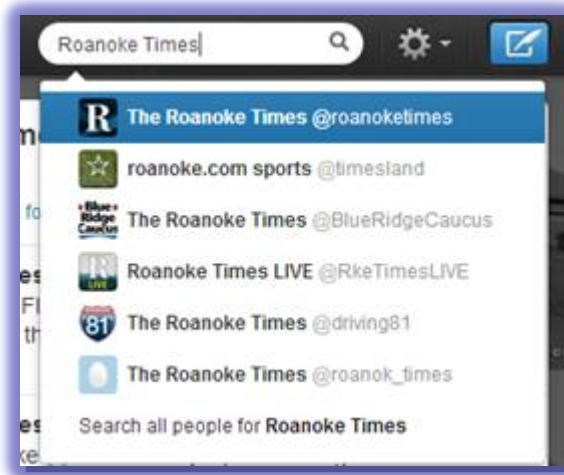 Roanoke Times
R The Roanoke Times @roanoketimes
roanoke.com sports @timesland
Blue Ridge Caucus The Roanoke Times @BlueRidgeCaucus
R LIVE Roanoke Times LIVE @RkeTimesLIVE
81 The Roanoke Times @driving81
The Roanoke Times @roanok_times
Search all people for Roanoke Times